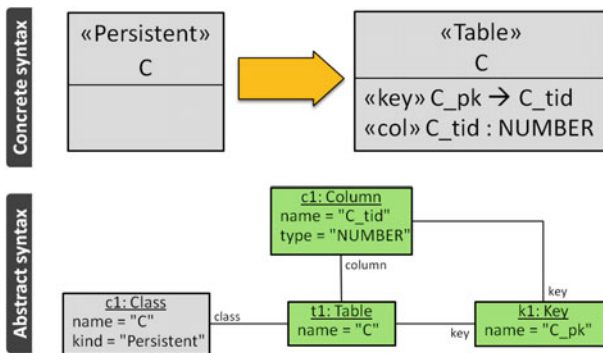 Concrete syntax
«Persistent»
C
«Table»
C
«key» C_pk → C_tid
«col» C_tid : NUMBER
Abstract syntax
c1: Column
name = "C_tid"
type = "NUMBER"
column
key
c1: Class
name = "C"
kind = "Persistent"
class
t1: Table
name = "C"
key
k1: Key
name = "C_pk"